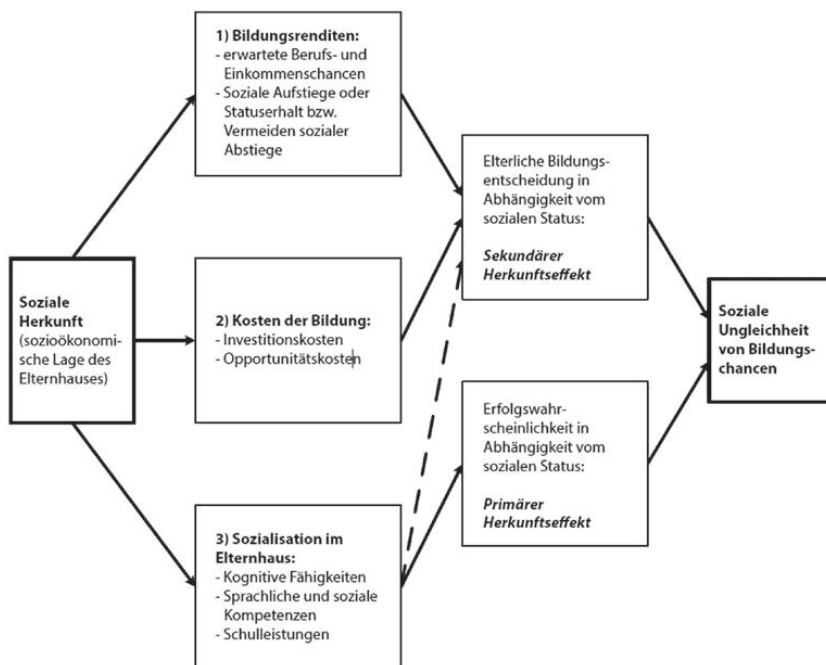 1) Bildungsrenditen:
- erwartete Berufs- und
Einkommenschancen
- Soziale Aufstiege oder
Statuserhalt bzw.
Vermeiden sozialer
Abstiege
Elterliche Bildungs-
entscheidung in
Abhängigkeit vom
sozialen Status:
Sekundärer
Herkunftseffekt
Soziale
Herkunft
(sozioökonomi-
sche Lage des
Elternhauses)
2) Kosten der Bildung:
- Investitionskosten
- Opportunitätskosten
Soziale
Ungleichheit
von Bildungs-
chancen
Erfolgswahr-
scheinlichkeit in
Abhängigkeit vom
sozialen Status:
Primärer
Herkunftseffekt
3) Sozialisation im
Elternhaus:
- Kognitive Fähigkeiten
- Sprachliche und soziale
Kompetenzen
- Schulleistungen